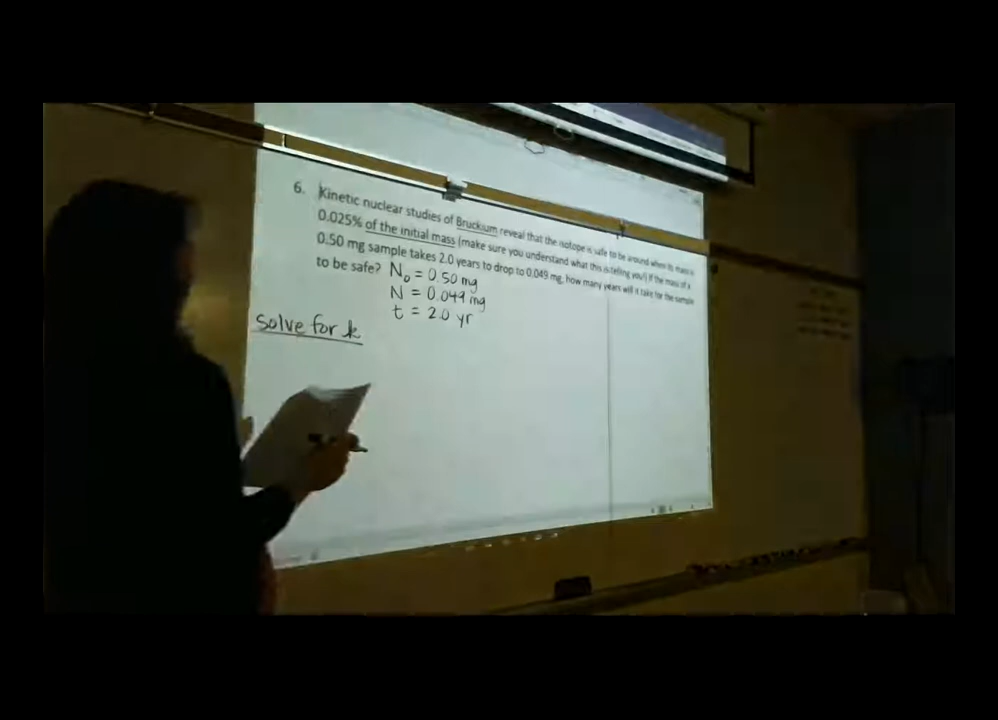 6. Kinetic nuclear studies of Bruckium reveal that the isotope is safe to be around when its mass is
0.025% of the initial mass (make sure you understand what this is telling you!) If the mass of a
0.50 mg sample takes 2.0 years to drop to 0.049 mg, how many years will it take for the sample
to be safe? N₀ = 0.50 mg
N = 0.049 mg
t = 2.0 yr
Solve for k